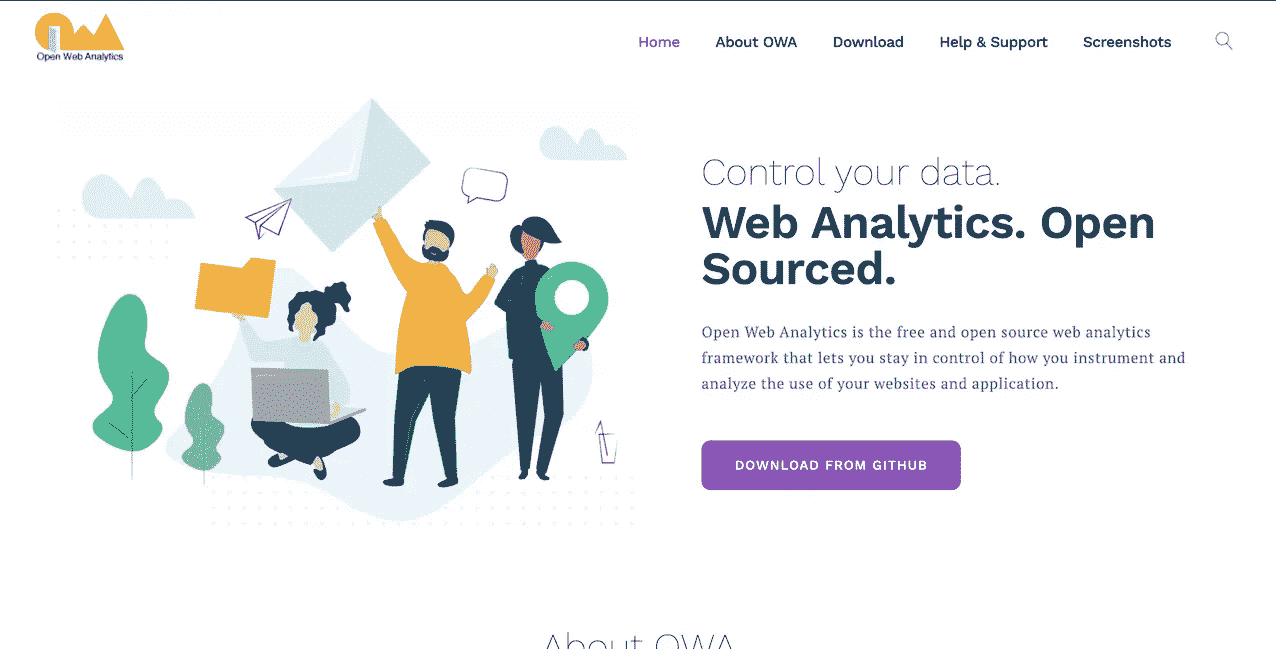 Open Web Analytics
Home
About OWA
Download
Help & Support
Screenshots
Control your data.
Web Analytics. Open
Sourced.
Open Web Analytics is the free and open source web analytics
framework that lets you stay in control of how you instrument and
analyze the use of your websites and application.
DOWNLOAD FROM GITHUB
About OWA